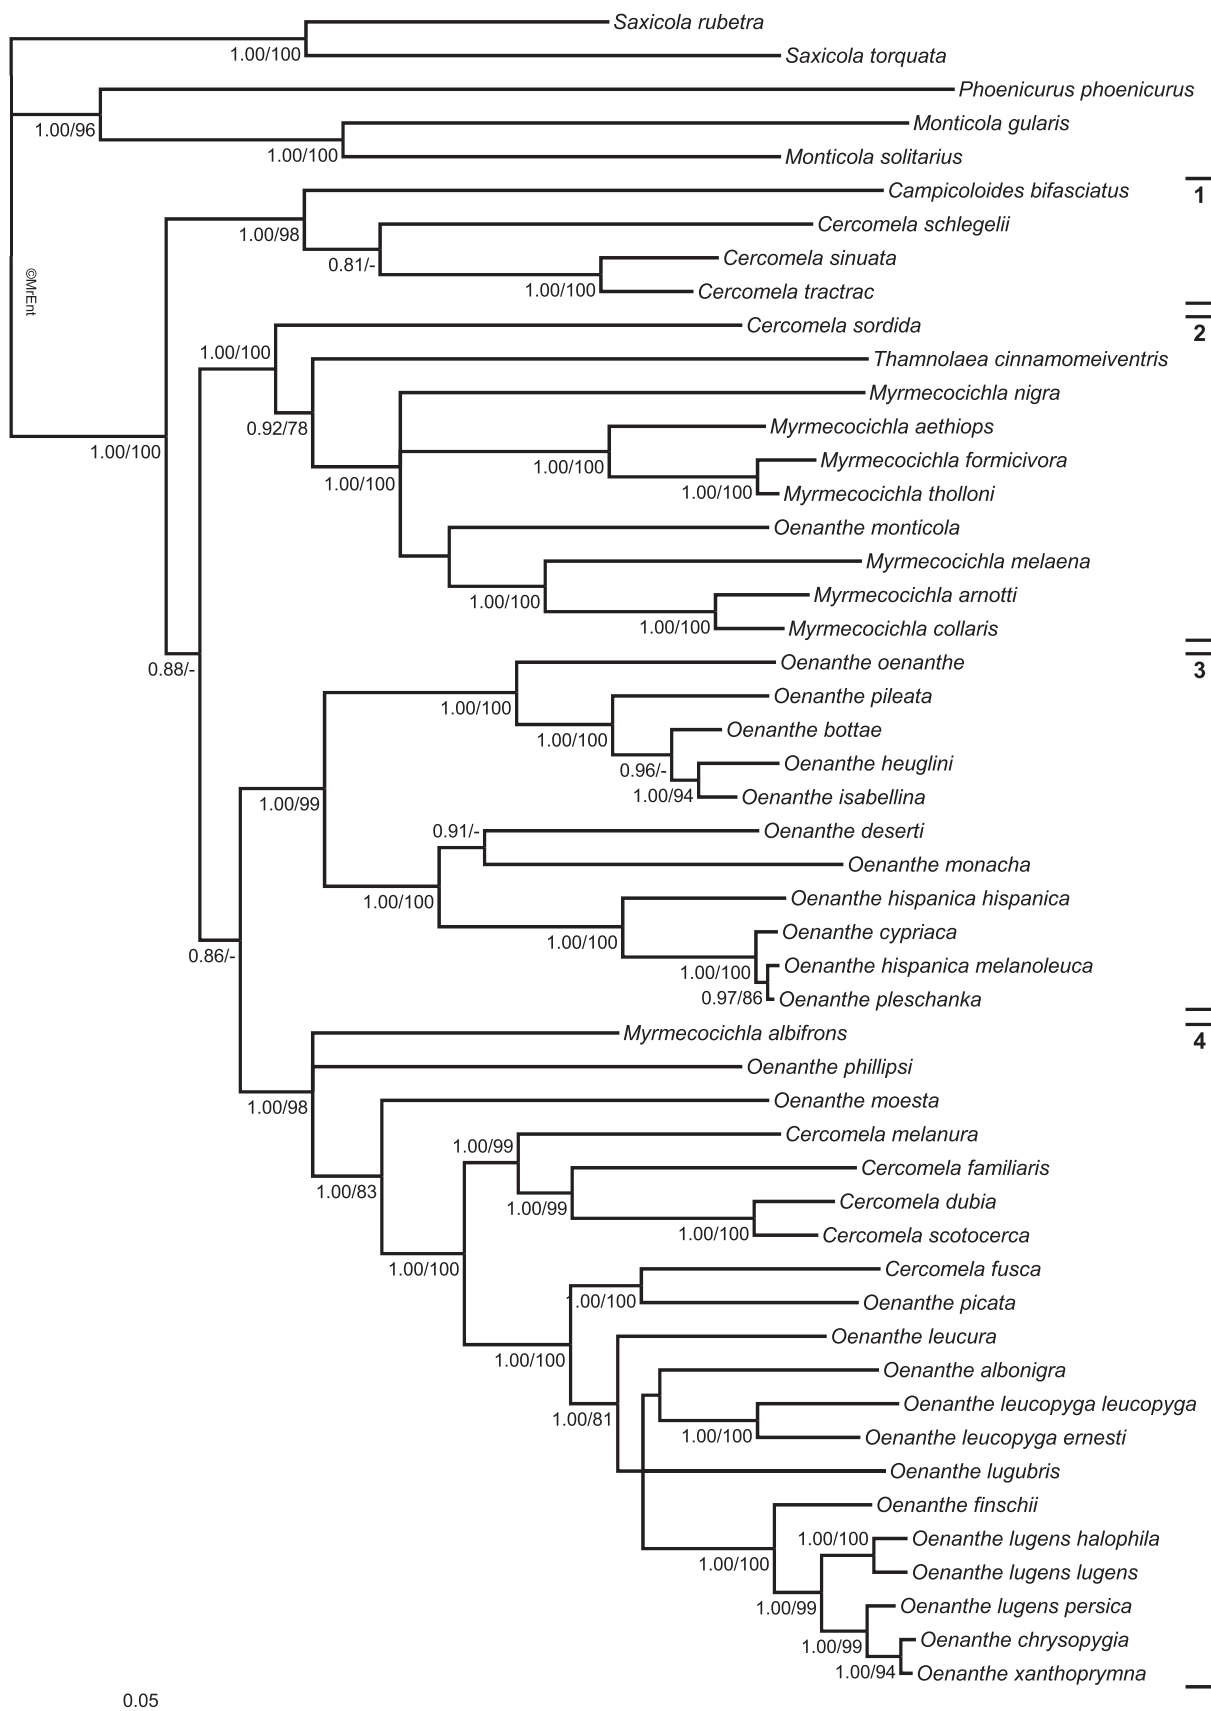 Saxicola rubetra
1.00/100
Saxicola torquata
Phoenicurus phoenicurus
1.00/96
Monticola gularis
1.00/100
Monticola solitarius
Campicoloides bifasciatus
1
1.00/98
Cercomela schlegelii
0.81/-
Cercomela sinuata
1.00/100
Cercomela tractrac
©MrEnt
Cercomela sordida
2
1.00/100
Thamnolaea cinnamomeiventris
Myrmecocichla nigra
0.92/78
Myrmecocichla aethiops
1.00/100
Myrmecocichla formicivora
1.00/100
1.00/100
Myrmecocichla tholloni
1.00/100
Oenanthe monticola
Myrmecocichla melaena
1.00/100
Myrmecocichla arnotti
1.00/100
Myrmecocichla collaris
0.88/-
Oenanthe oenanthe
3
1.00/100
Oenanthe pileata
1.00/100
Oenanthe bottae
0.96/-
Oenanthe heuglini
1.00/94
Oenanthe isabellina
1.00/99
0.91/-
Oenanthe deserti
Oenanthe monacha
1.00/100
Oenanthe hispanica hispanica
1.00/100
Oenanthe cypriaca
1.00/100
Oenanthe hispanica melanoleuca
0.97/86
Oenanthe pleschanka
0.86/-
Myrmecocichla albifrons
4
Oenanthe phillipsi
1.00/98
Oenanthe moesta
Cercomela melanura
1.00/99
Cercomela familiaris
1.00/83
1.00/99
Cercomela dubia
1.00/100
Cercomela scotocerca
1.00/100
Cercomela fusca
.00/100
Oenanthe picata
Oenanthe leucura
1.00/100
Oenanthe albonigra
Oenanthe leucopyga leucopyga
1.00/81
1.00/100
Oenanthe leucopyga ernesti
Oenanthe lugubris
Oenanthe finschii
1.00/100
Oenanthe lugens halophila
1.00/100
Oenanthe lugens lugens
1.00/99
Oenanthe lugens persica
1.00/99
Oenanthe chrysopygia
1.00/94
Oenanthe xanthoprymna
0.05